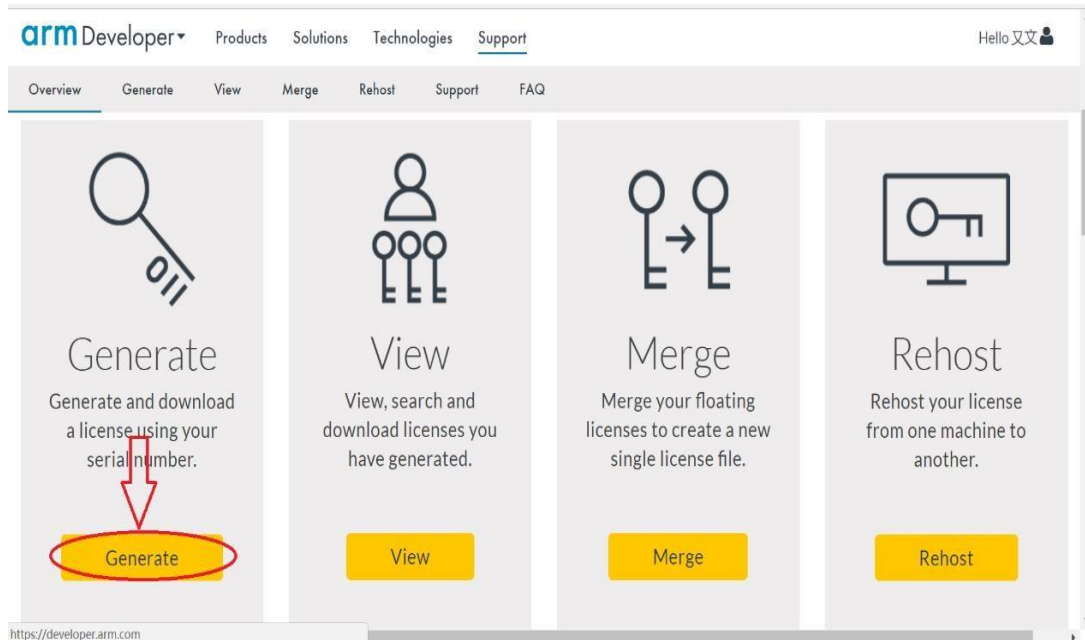 arm Developer Products Solutions Technologies Support Hello 又文
Overview Generate View Merge Rehost Support FAQ
Generate
Generate and download
a license using your
serial number.
Generate
View
View, search and
download licenses you
have generated.
View
Merge
Merge your floating
licenses to create a new
single license file.
Merge
Rehost
Rehost your license
from one machine to
another.
Rehost
https://developer.arm.com